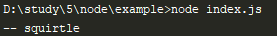 D:\study\5\node\example>node index.js
-- squirtle